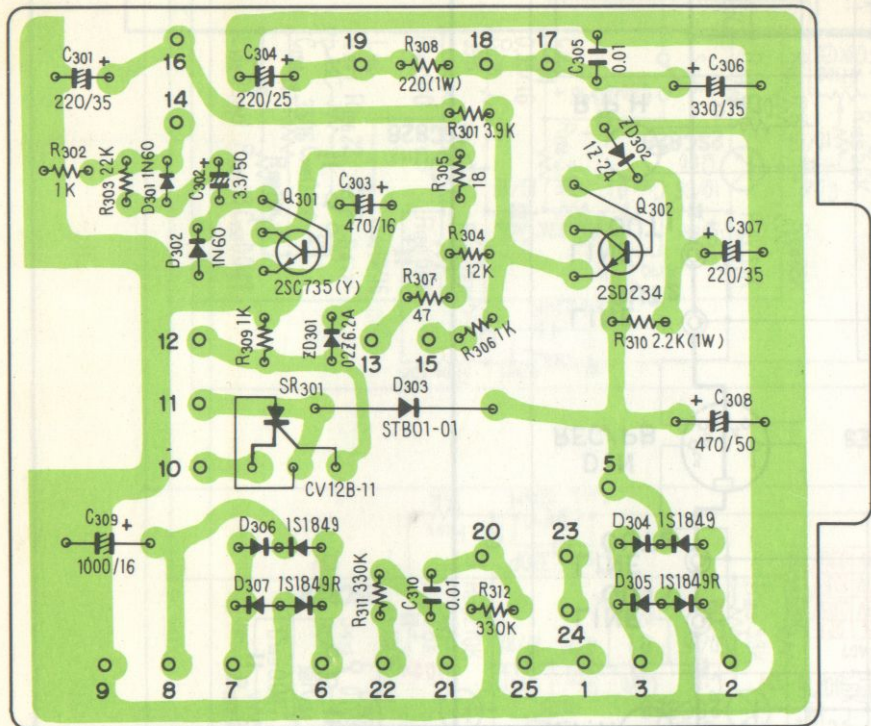 C301 +
220/35
16
C304 +
220/25
19
R308
220(1W)
18
17
C305
0.01
+ C306
330/35
14
R301 3.9K
ZD302
1Z-24
R302
1K
R303 22K
D301 1N60
C302 +
3.3/50
Q301
C303 +
470/16
R305
18
Q302
D302
1N60
2SC735(Y)
R304
12K
R307
47
2SD234
+ C307
220/35
12
R309 1K
ZD301
02Z6.2A
13
15
R306 1K
R310 2.2K(1W)
11
SR301
D303
STB01-01
+ C308
470/50
10
CV12B-11
5
C309 +
1000/16
D306 1S1849
20
23
D304 1S1849
D307 1S1849R
R311 330K
C310
0.01
R312
330K
D305 1S1849R
24
9
8
7
6
22
21
25
1
3
2